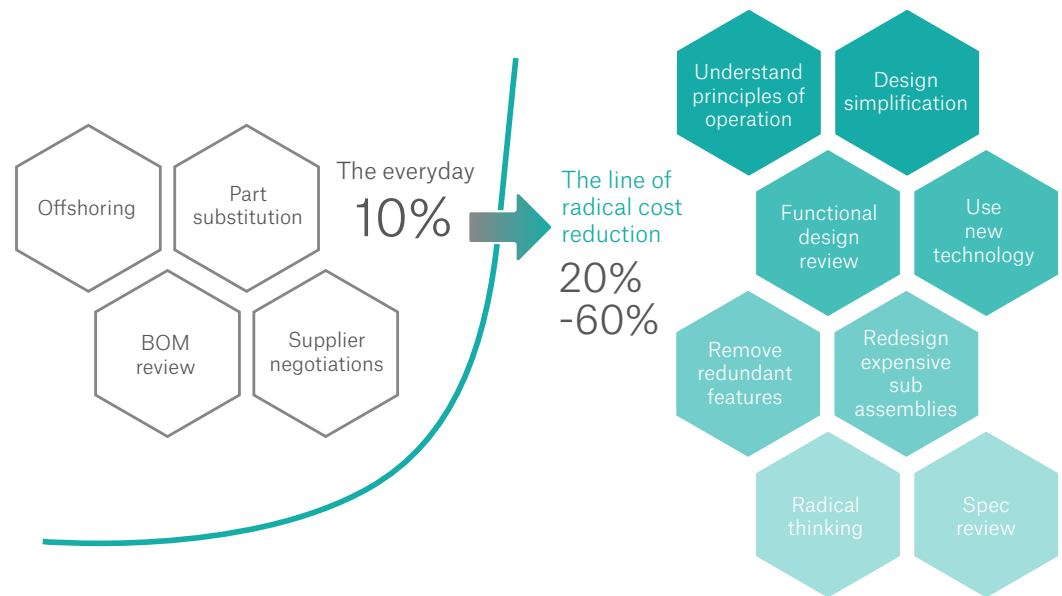 Offshoring
Part
substitution
BOM
review
Supplier
negotiations
The everyday
10%
The line of
radical cost
reduction
20%
-60%
Understand
principles of
operation
Design
simplification
Functional
design
review
Use
new
technology
Remove
redundant
features
Redesign
expensive
sub
assemblies
Radical
thinking
Spec
review